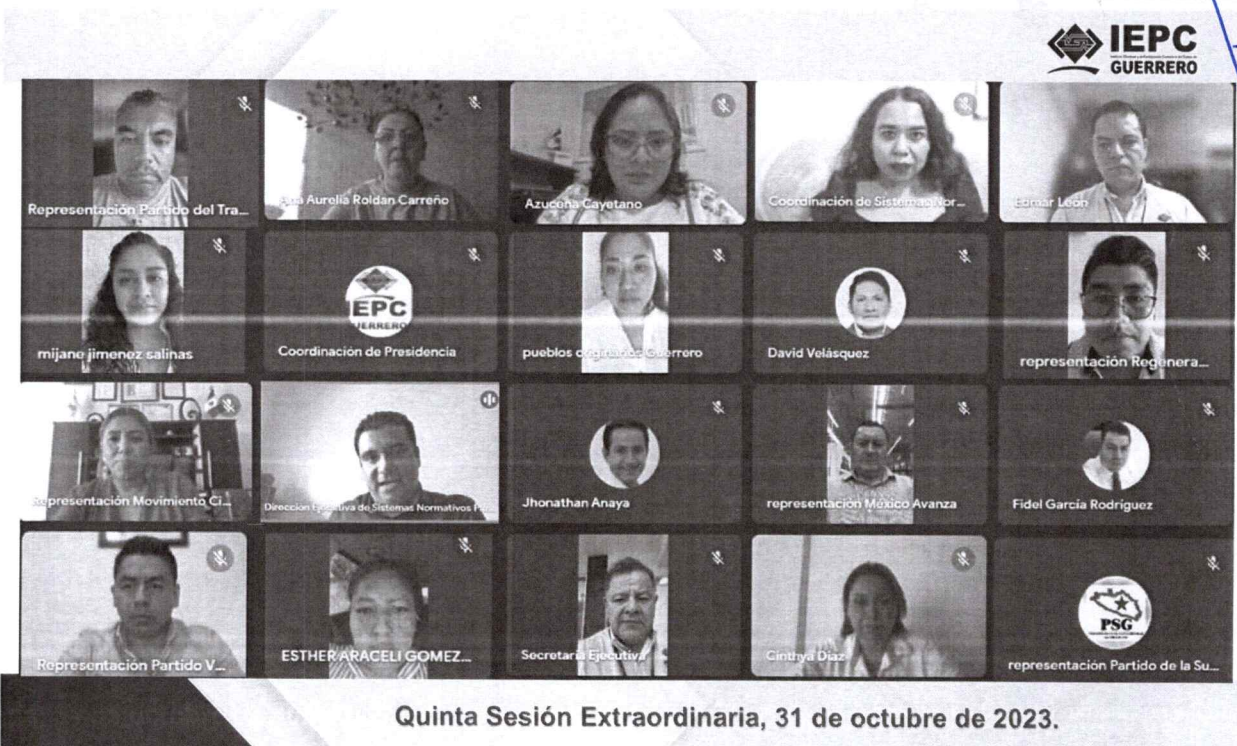 IEPC
GUERRERO
Representación Partido del Tra...
Ana Aurelia Roldan Carreño
Azucena Cayetano
Coordinación de Sistemas Nor...
Edmar León
mijane jimenez salinas
EPC
GUERRERO
Coordinación de Presidencia
pueblos originarios Guerrero
David Velásquez
representación Regenera...
Representación Movimiento Ci...
Dirección Ejecutiva de Sistemas Normativos
Jhonathan Anaya
representación México Avanza
Fidel García Rodríguez
Representación Partido V...
ESTHER ARACELI GOMEZ...
Secretaría Ejecutiva
Cinthya Diaz
PSG
representación Partido de la Su...
Quinta Sesión Extraordinaria, 31 de octubre de 2023.